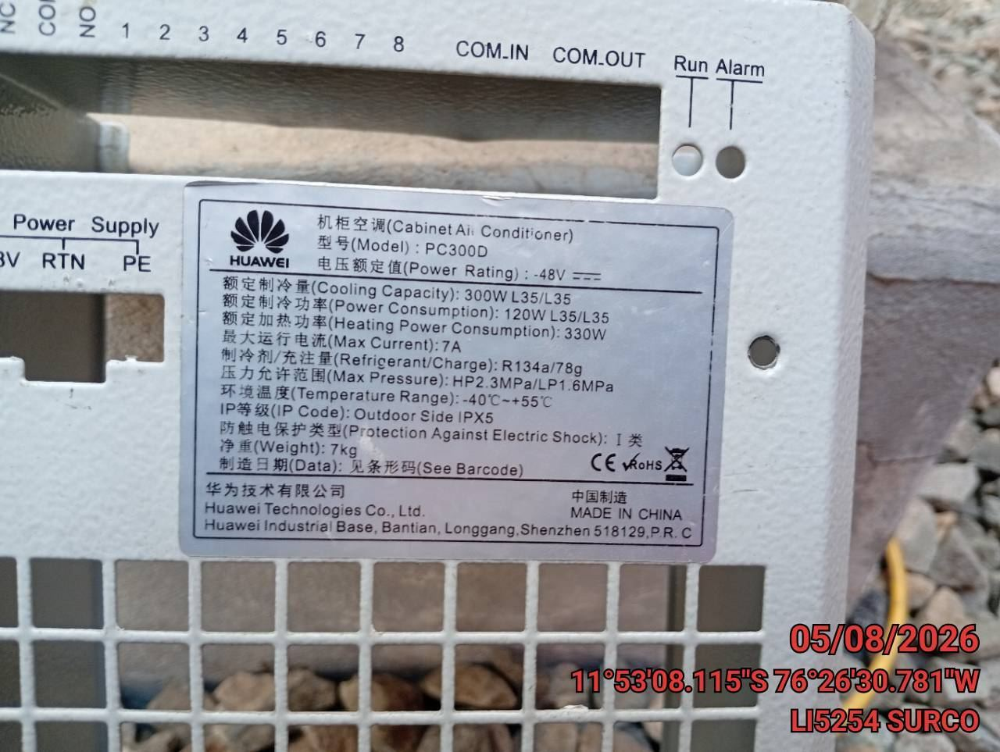 NC COM NO 1 2 3 4 5 6 7 8 COM_IN COM_OUT
Run Alarm
Power Supply
8V RTN PE
HUAWEI
机柜空调(Cabinet Air Conditioner)
型号(Model) : PC300D
电压额定值(Power Rating) : -48V ⎓
额定制冷量(Cooling Capacity): 300W L35/L35
额定制冷功率(Power Consumption): 120W L35/L35
额定加热功率(Heating Power Consumption): 330W
最大运行电流(Max Current): 7A
制冷剂/充注量(Refrigerant/Charge): R134a/78g
压力允许范围(Max Pressure): HP2.3MPa/LP1.6MPa
环境温度(Temperature Range): -40℃~+55℃
IP等级(IP Code): Outdoor Side IPX5
防触电保护类型(Protection Against Electric Shock): I 类
净重(Weight): 7kg
制造日期(Data): 见条形码(See Barcode)
CE RoHS
华为技术有限公司
中国制造
Huawei Technologies Co., Ltd.
MADE IN CHINA
Huawei Industrial Base, Bantian, Longgang,Shenzhen 518129,P.R. C
05/08/2026
11°53'08.115"S 76°26'30.781"W
LI5254 SURCO